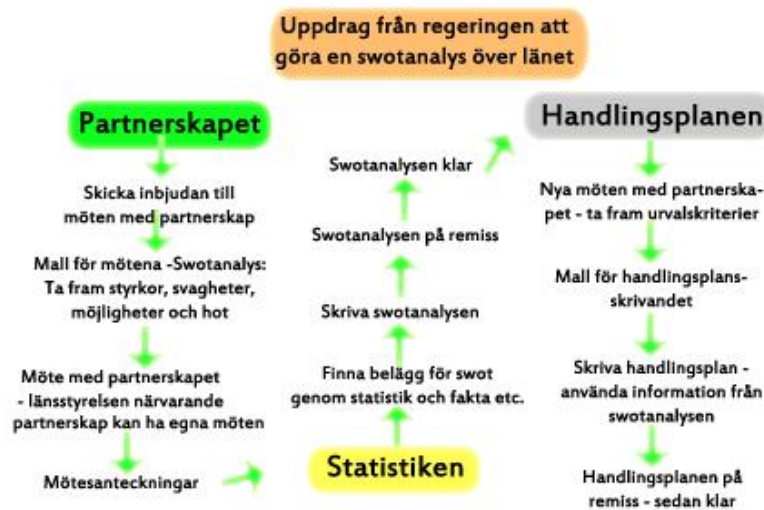 Uppdrag från regeringen att
göra en swotanalys över länet
Partnerskapet
Skicka inbjudan till
möten med partnerskap
Mall för mötena -Swotanalys:
Ta fram styrkor, svagheter,
möjligheter och hot
Möte med partnerskapet
- länsstyrelsen närvarande
partnerskap kan ha egna möten
Mötesanteckningar
Statistiken
Finna belägg för swot
genom statistik och fakta etc.
Skriva swotanalysen
Swotanalysen på remiss
Swotanalysen klar
Handlingsplanen
Nya möten med partnerska-
pet - ta fram urvalskriterier
Mall för handlingsplans-
skrivandet
Skriva handlingsplan -
använda information från
swotanalysen
Handlingsplanen på
remiss - sedan klar